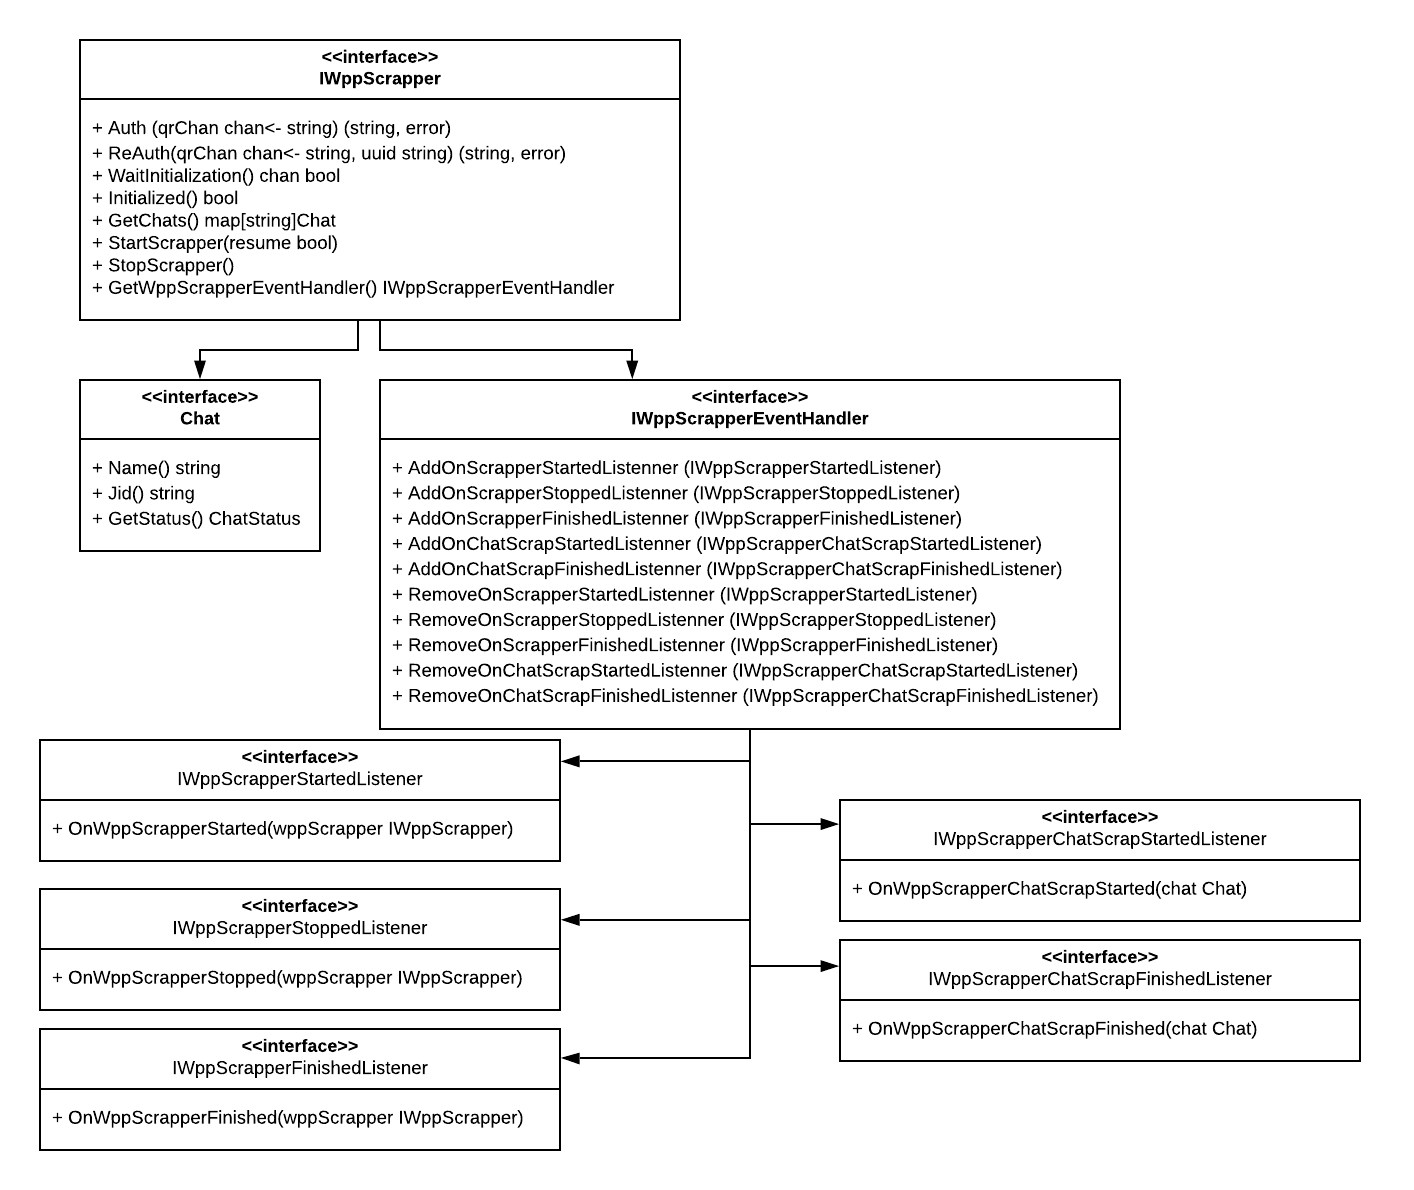 <<interface>>
IWppScrapper
+ Auth (qrChan chan<- string) (string, error)
+ ReAuth(qrChan chan<- string, uuid string) (string, error)
+ WaitInitialization() chan bool
+ Initialized() bool
+ GetChats() map[string]Chat
+ StartScrapper(resume bool)
+ StopScrapper()
+ GetWppScrapperEventHandler() IWppScrapperEventHandler
<<interface>>
Chat
+ Name() string
+ Jid() string
+ GetStatus() ChatStatus
<<interface>>
IWppScrapperEventHandler
+ AddOnScrapperStartedListenner (IWppScrapperStartedListener)
+ AddOnScrapperStoppedListenner (IWppScrapperStoppedListener)
+ AddOnScrapperFinishedListenner (IWppScrapperFinishedListener)
+ AddOnChatScrapStartedListenner (IWppScrapperChatScrapStartedListener)
+ AddOnChatScrapFinishedListenner (IWppScrapperChatScrapFinishedListener)
+ RemoveOnScrapperStartedListenner (IWppScrapperStartedListener)
+ RemoveOnScrapperStoppedListenner (IWppScrapperStoppedListener)
+ RemoveOnScrapperFinishedListenner (IWppScrapperFinishedListener)
+ RemoveOnChatScrapStartedListenner (IWppScrapperChatScrapStartedListener)
+ RemoveOnChatScrapFinishedListenner (IWppScrapperChatScrapFinishedListener)
<<interface>>
IWppScrapperStartedListener
+ OnWppScrapperStarted(wppScrapper IWppScrapper)
<<interface>>
IWppScrapperChatScrapStartedListener
+ OnWppScrapperChatScrapStarted(chat Chat)
<<interface>>
IWppScrapperStoppedListener
+ OnWppScrapperStopped(wppScrapper IWppScrapper)
<<interface>>
IWppScrapperChatScrapFinishedListener
+ OnWppScrapperChatScrapFinished(chat Chat)
<<interface>>
IWppScrapperFinishedListener
+ OnWppScrapperFinished(wppScrapper IWppScrapper)